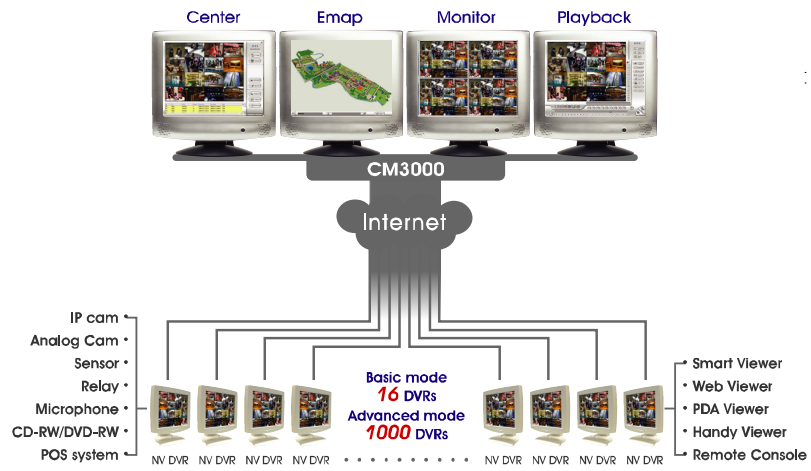 Center
Emap
Monitor
Playback
CM3000
Internet
IP cam
Analog Cam
Sensor
Relay
Microphone
CD-RW/DVD-RW
POS system
Basic mode
16 DVRs
Advanced mode
1000 DVRs
Smart Viewer
Web Viewer
PDA Viewer
Handy Viewer
Remote Console
NV DVR
NV DVR
NV DVR
NV DVR
NV DVR
NV DVR
NV DVR
NV DVR